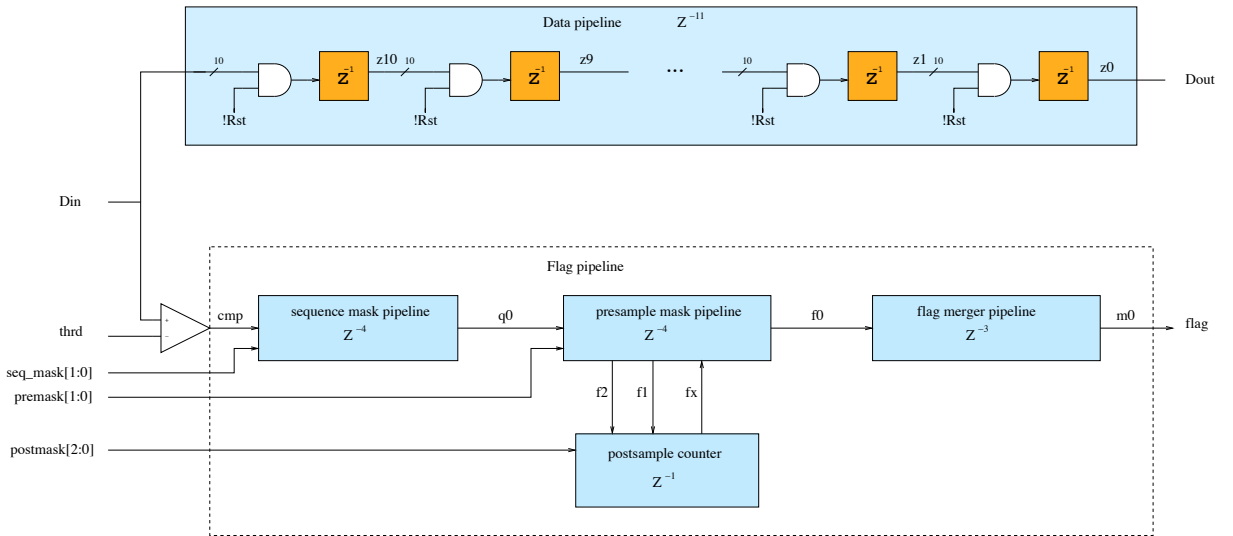 Data pipeline Z⁻¹¹
10 z10 10 z9 ... 10 z1 10 z0
Z⁻¹ Z⁻¹ Z⁻¹ Z⁻¹
Dout
!Rst !Rst !Rst !Rst
Din
Flag pipeline
thrd
+
−
cmp
sequence mask pipeline
Z⁻⁴
q0
presample mask pipeline
Z⁻⁴
f0
flag merger pipeline
Z⁻³
m0
flag
seq_mask[1:0]
premask[1:0]
f2 f1 fx
postmask[2:0]
postsample counter
Z⁻¹